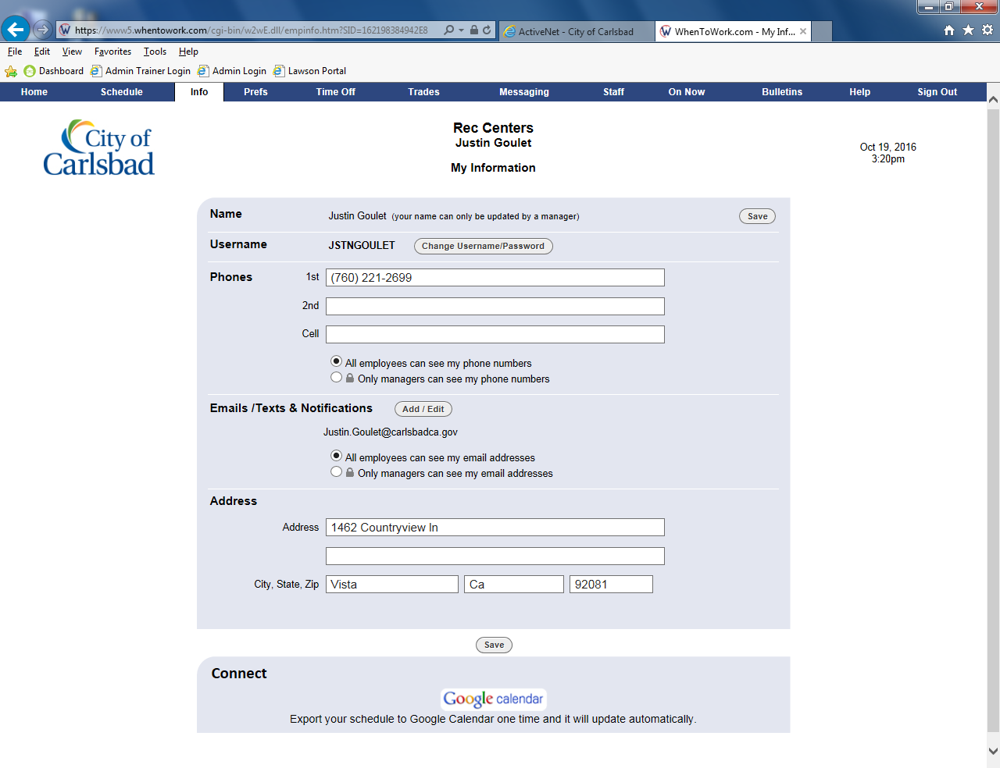 https://www5.whentowork.com/cgi-bin/w2wE.dll/empinfo.htm?SID=162198384942E8
ActiveNet - City of Carlsbad
WhenToWork.com - My Inf...
File Edit View Favorites Tools Help
Dashboard Admin Trainer Login Admin Login Lawson Portal
Home Schedule Info Prefs Time Off Trades Messaging Staff On Now Bulletins Help Sign Out
City of
Carlsbad
Rec Centers
Justin Goulet
My Information
Oct 19, 2016
3:20pm
Name Justin Goulet (your name can only be updated by a manager) Save
Username JSTNGOULET Change Username/Password
Phones 1st (760) 221-2699
2nd
Cell
All employees can see my phone numbers
Only managers can see my phone numbers
Emails /Texts & Notifications Add / Edit
Justin.Goulet@carlsbadca.gov
All employees can see my email addresses
Only managers can see my email addresses
Address
Address 1462 Countryview ln
City, State, Zip Vista Ca 92081
Save
Connect
Google calendar
Export your schedule to Google Calendar one time and it will update automatically.